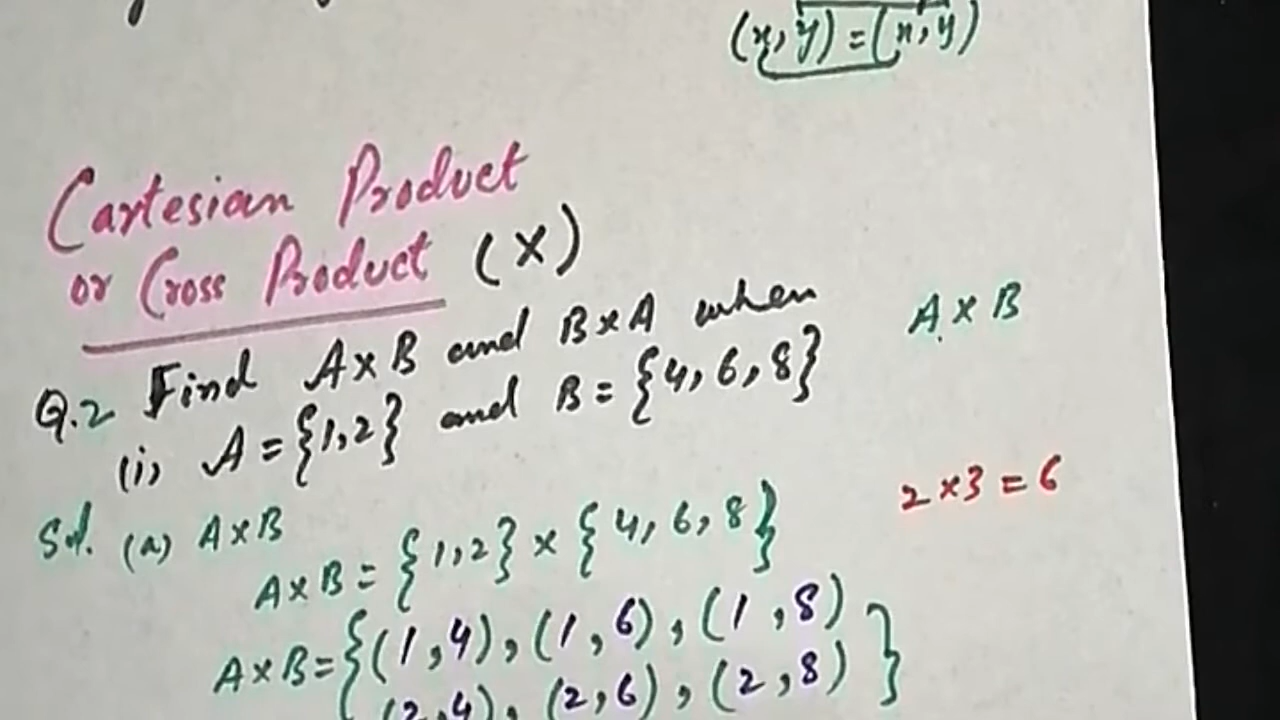 (x, y) = (x, y)
Cartesian Product
or Cross Product (X)
Q.2 Find A×B and B×A when
(i) A = {1,2} and B = {4, 6, 8}
A × B
2 × 3 = 6
Sol. (a) A×B
A×B = {1,2} × {4, 6, 8}
A×B = {(1,4), (1,6), (1,8)
(2,4), (2,6), (2,8)}